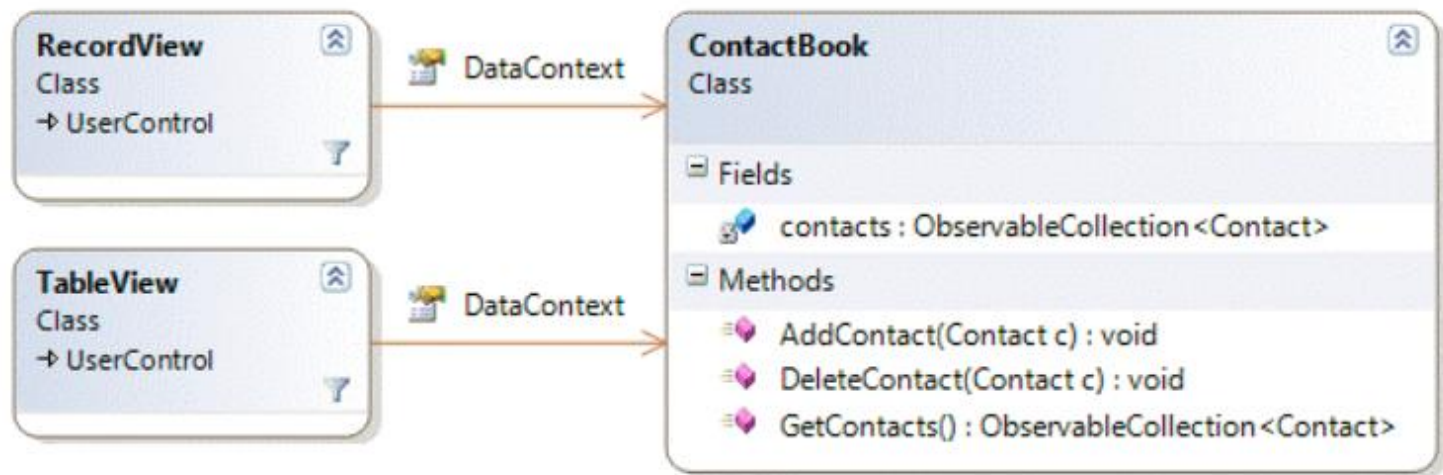 RecordView
Class
UserControl
DataContext
TableView
Class
UserControl
DataContext
ContactBook
Class
Fields
contacts : ObservableCollection<Contact>
Methods
AddContact(Contact c) : void
DeleteContact(Contact c) : void
GetContacts() : ObservableCollection<Contact>